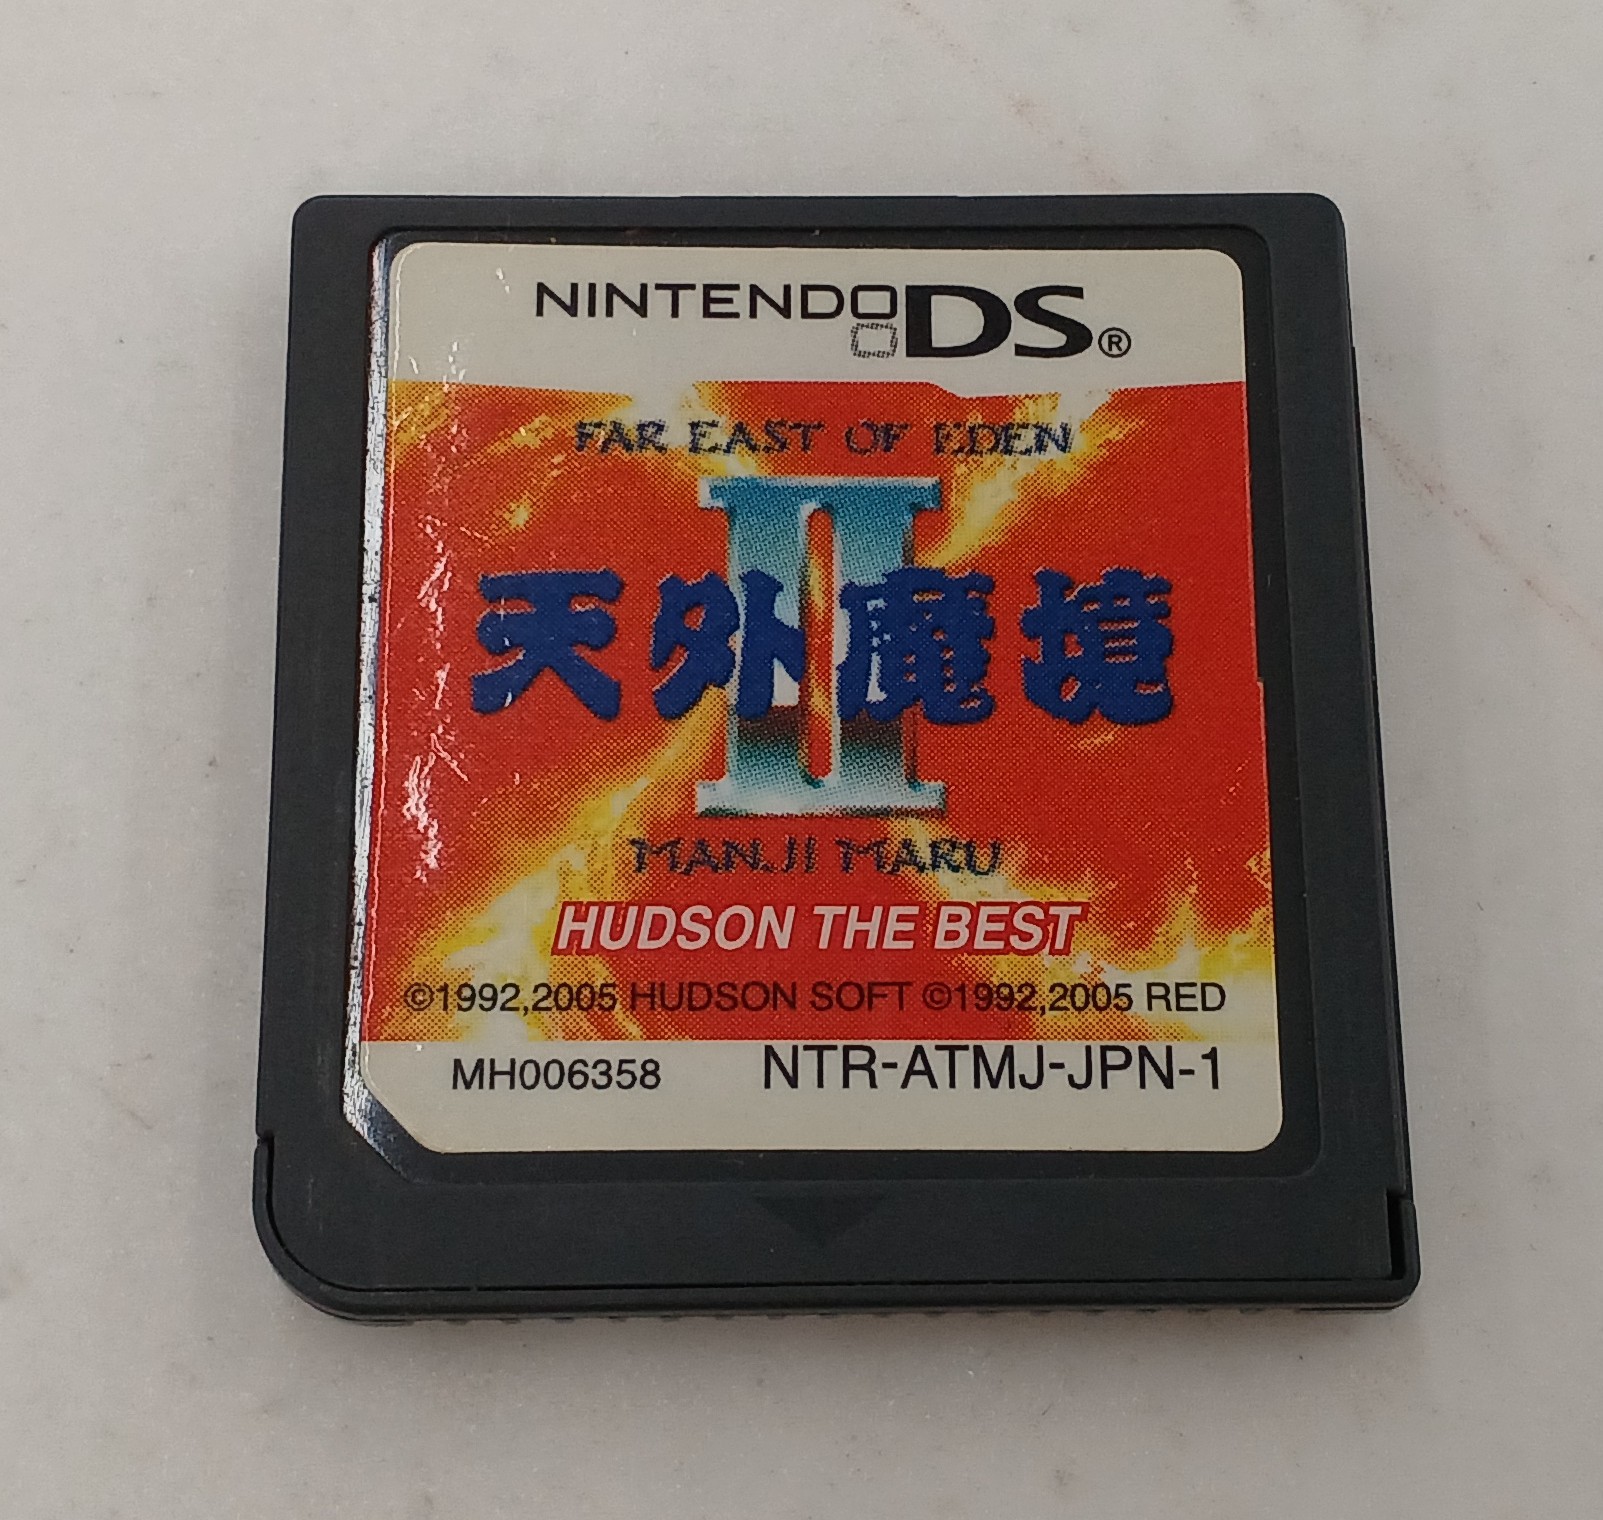 NINTENDO DS®
FAR EAST OF EDEN
II
天外魔境
MANJI MARU
HUDSON THE BEST
©1992,2005 HUDSON SOFT ©1992,2005 RED
MH006358 NTR-ATMJ-JPN-1